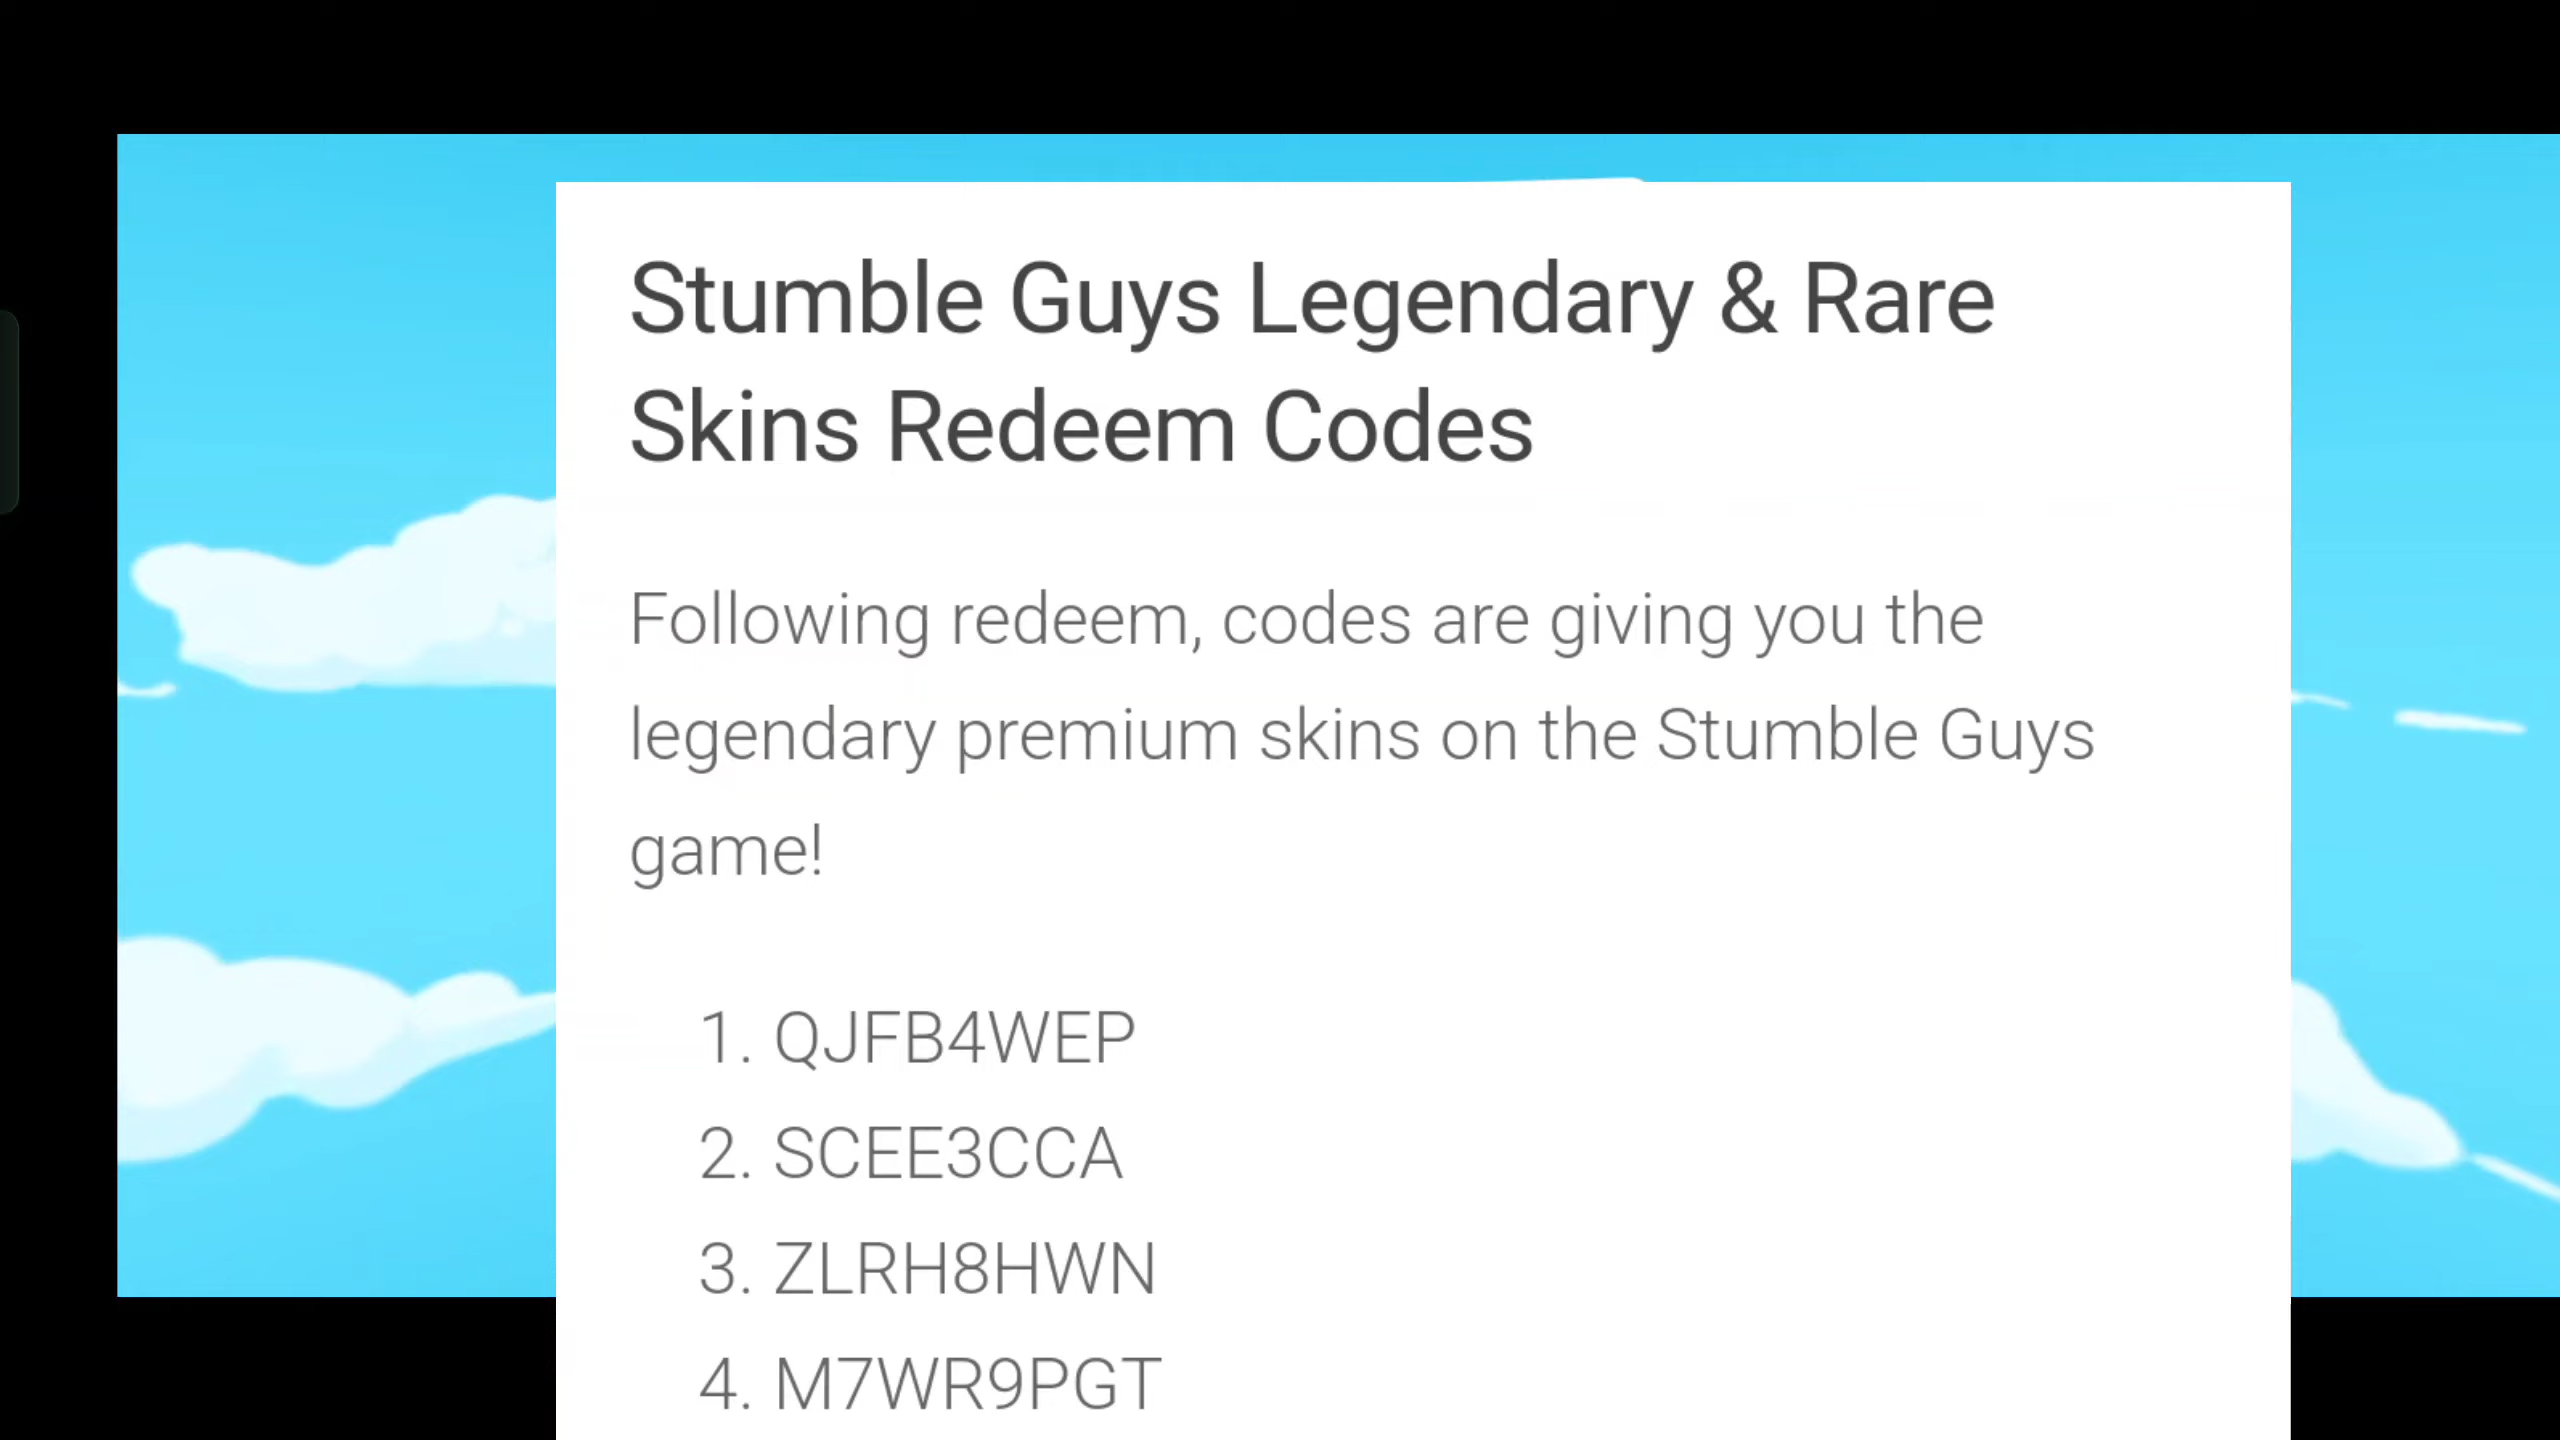 Stumble Guys Legendary & Rare
Skins Redeem Codes
Following redeem, codes are giving you the
legendary premium skins on the Stumble Guys
game!
1. QJFB4WEP
2. SCEE3CCA
3. ZLRH8HWN
4. M7WR9PGT